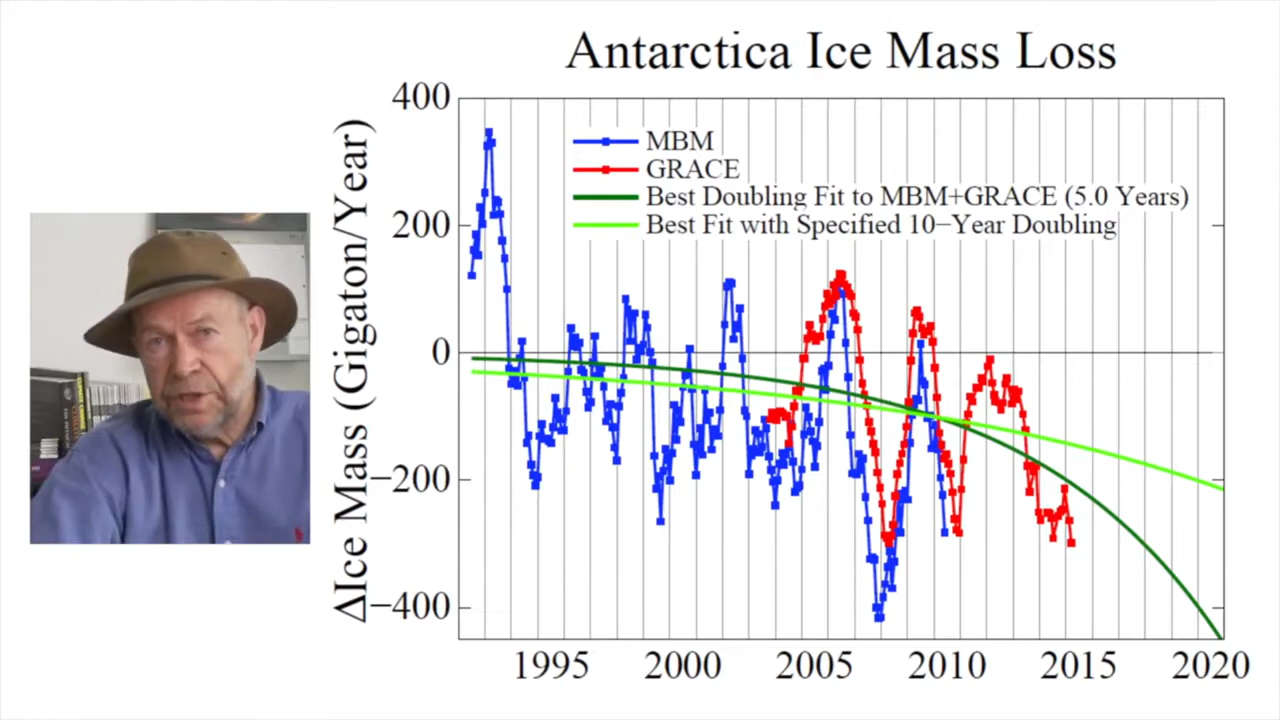 Antarctica Ice Mass Loss
ΔIce Mass (Gigaton/Year)
400
200
0
−200
−400
MBM
GRACE
Best Doubling Fit to MBM+GRACE (5.0 Years)
Best Fit with Specified 10−Year Doubling
1995 2000 2005 2010 2015 2020